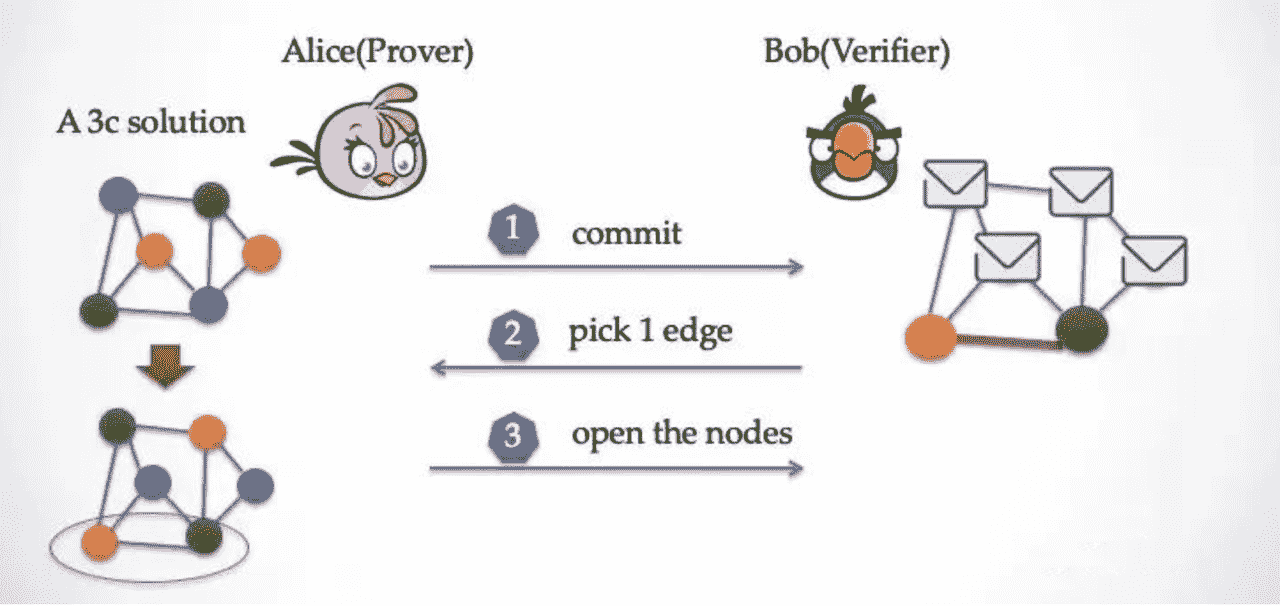 Alice(Prover)
Bob(Verifier)
A 3c solution
1 commit
2 pick 1 edge
3 open the nodes